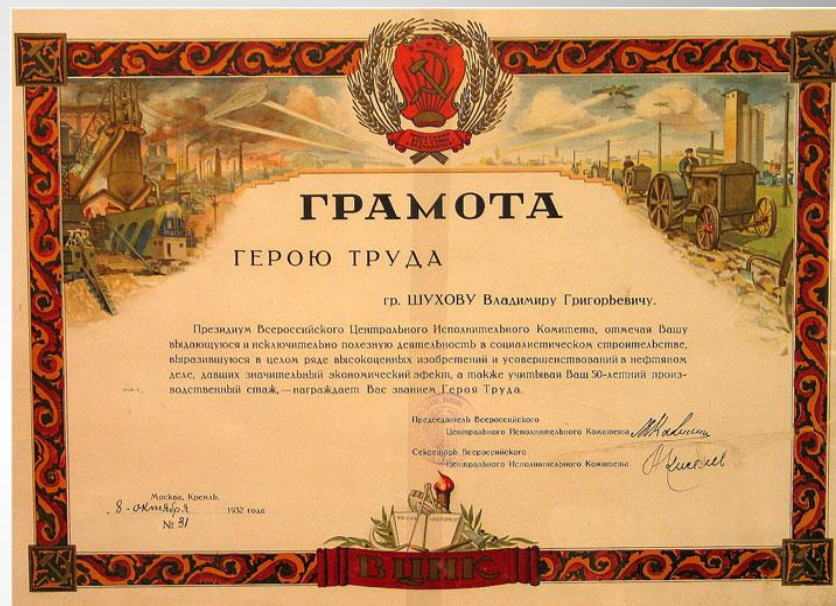 ГРАМОТА
ГЕРОЮ ТРУДА
гр. ШУХОВУ Владимиру Григорьевичу.
Президиум Всероссийского Центрального Исполнительного Комитета, отмечая Вашу
выдающуюся и исключительно полезную деятельность в социалистическом строительстве,
выразившуюся в целом ряде высокоценных изобретений и усовершенствований в нефтяном
деле, давших значительный экономический эфект, а также учитывая Ваш 50-летний произ-
водственный стаж, — награждает Вас званием Героя Труда.
Председатель Всероссийского
Центрального Исполнительного Комитета
МКалинин
Секретарь Всероссийского
Центрального Исполнительного Комитета
Киселев
Москва, Кремль.
8 октября 1932 года
№ 31
ВЦИК